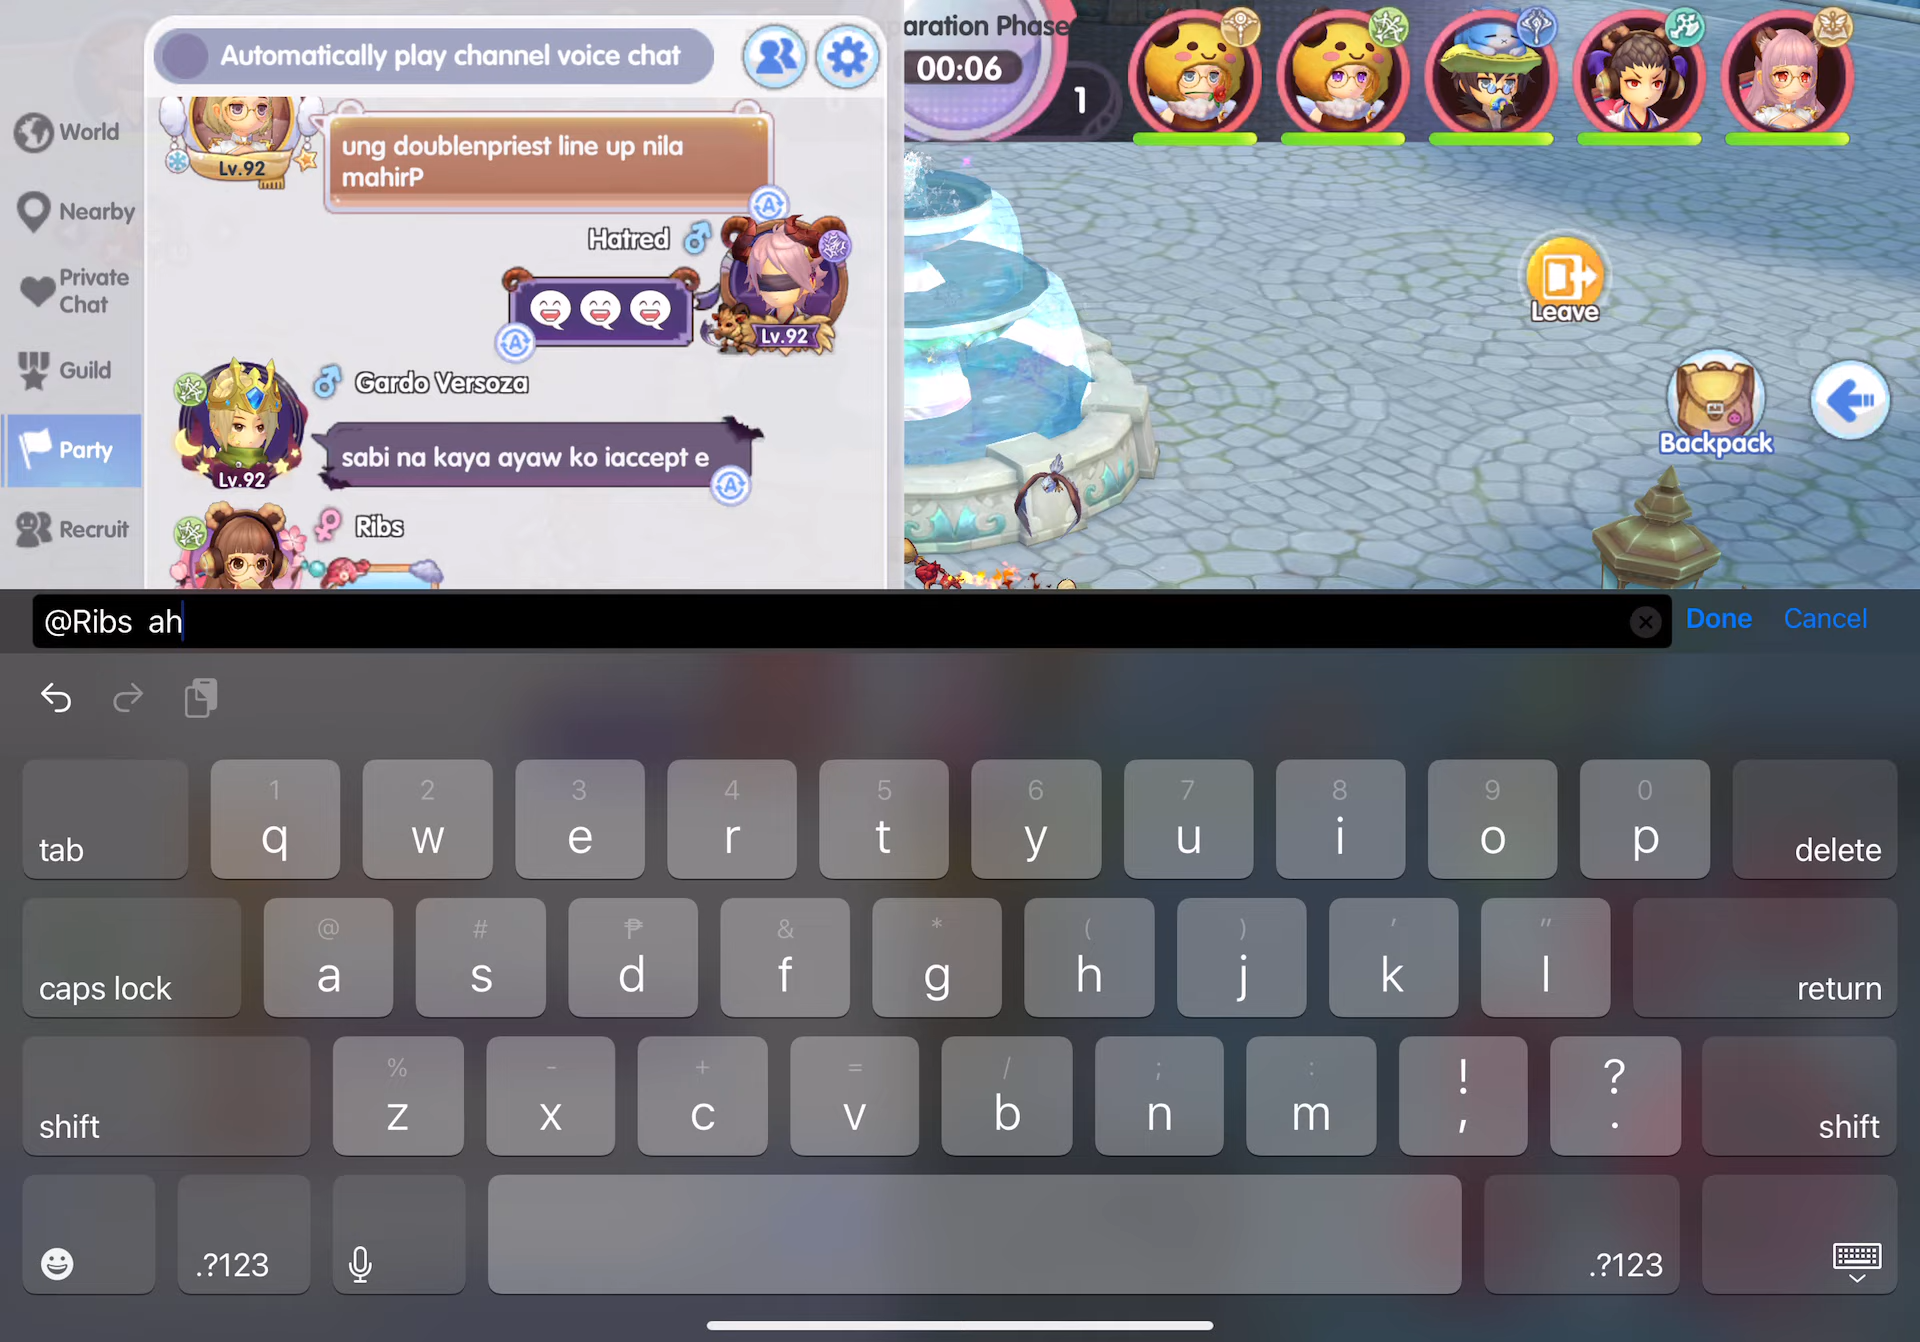 Automatically play channel voice chat
World
Nearby
Private
Chat
Guild
Party
Recruit
Lv.92
ung doublenpriest line up nila
mahirP
A
Hatred
A
Lv.92
Gardo Versoza
sabi na kaya ayaw ko iaccept e
A
Lv.92
Ribs
aration Phase
00:06
1
Leave
Backpack
@Ribs  ah
Done
Cancel
tab
1 2 3 4 5 6 7 8 9 0
q w e r t y u i o p
delete
@ # ₱ & * ( ) ' "
caps lock
a s d f g h j k l
return
% - + = / ; : ! ?
shift
z x c v b n m , .
shift
.?123
.?123